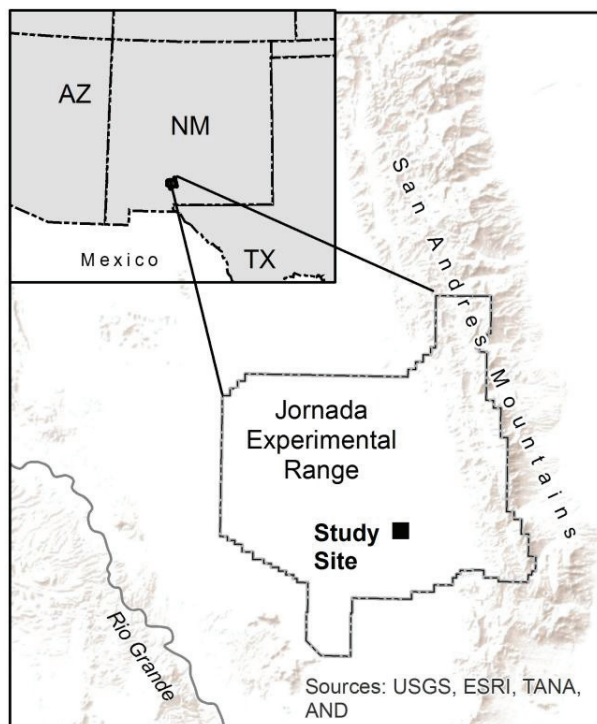 AZ
NM
Mexico
TX
San Andres Mountains
Jornada
Experimental
Range
Study
Site
Rio Grande
Sources: USGS, ESRI, TANA,
AND